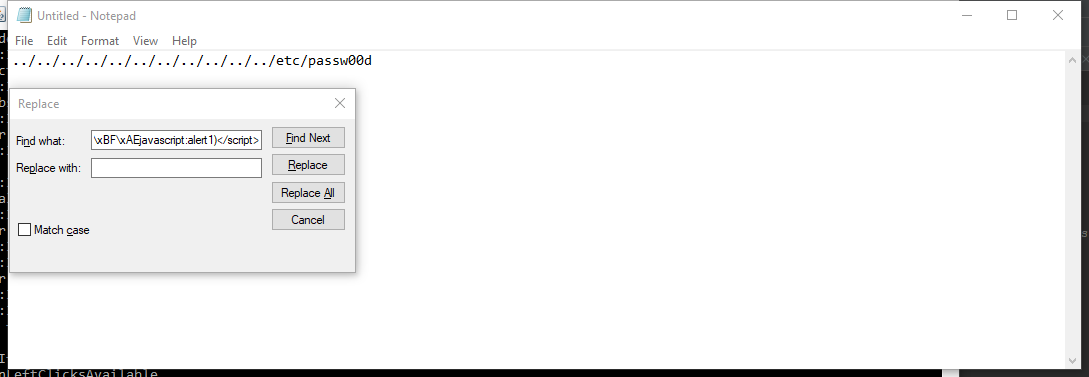 Untitled - Notepad
File Edit Format View Help
../../../../../../../../../../../etc/passw00d
Replace
Find what: \xBF\xAEjavascript:alert1)</script> Find Next
Replace with: Replace
Replace All
Cancel
Match case
LeftClicksAvailable